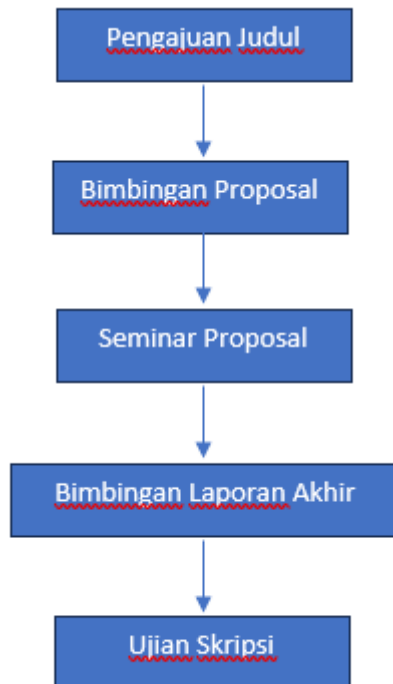 Pengajuan Judul
Bimbingan Proposal
Seminar Proposal
Bimbingan Laporan Akhir
Ujian Skripsi